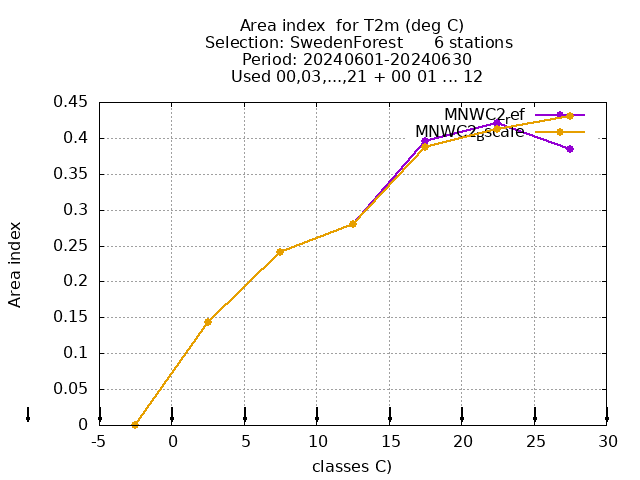 Area index  for T2m (deg C)
Selection: SwedenForest      6 stations
Period: 20240601-20240630
Used 00,03,...,21 + 00 01 ... 12
0.45
0.4
0.35
0.3
0.25
0.2
0.15
0.1
0.05
0
Area index
MNWC2_ref
MNWC2_Bscale
-5 0 5 10 15 20 25 30
classes C)